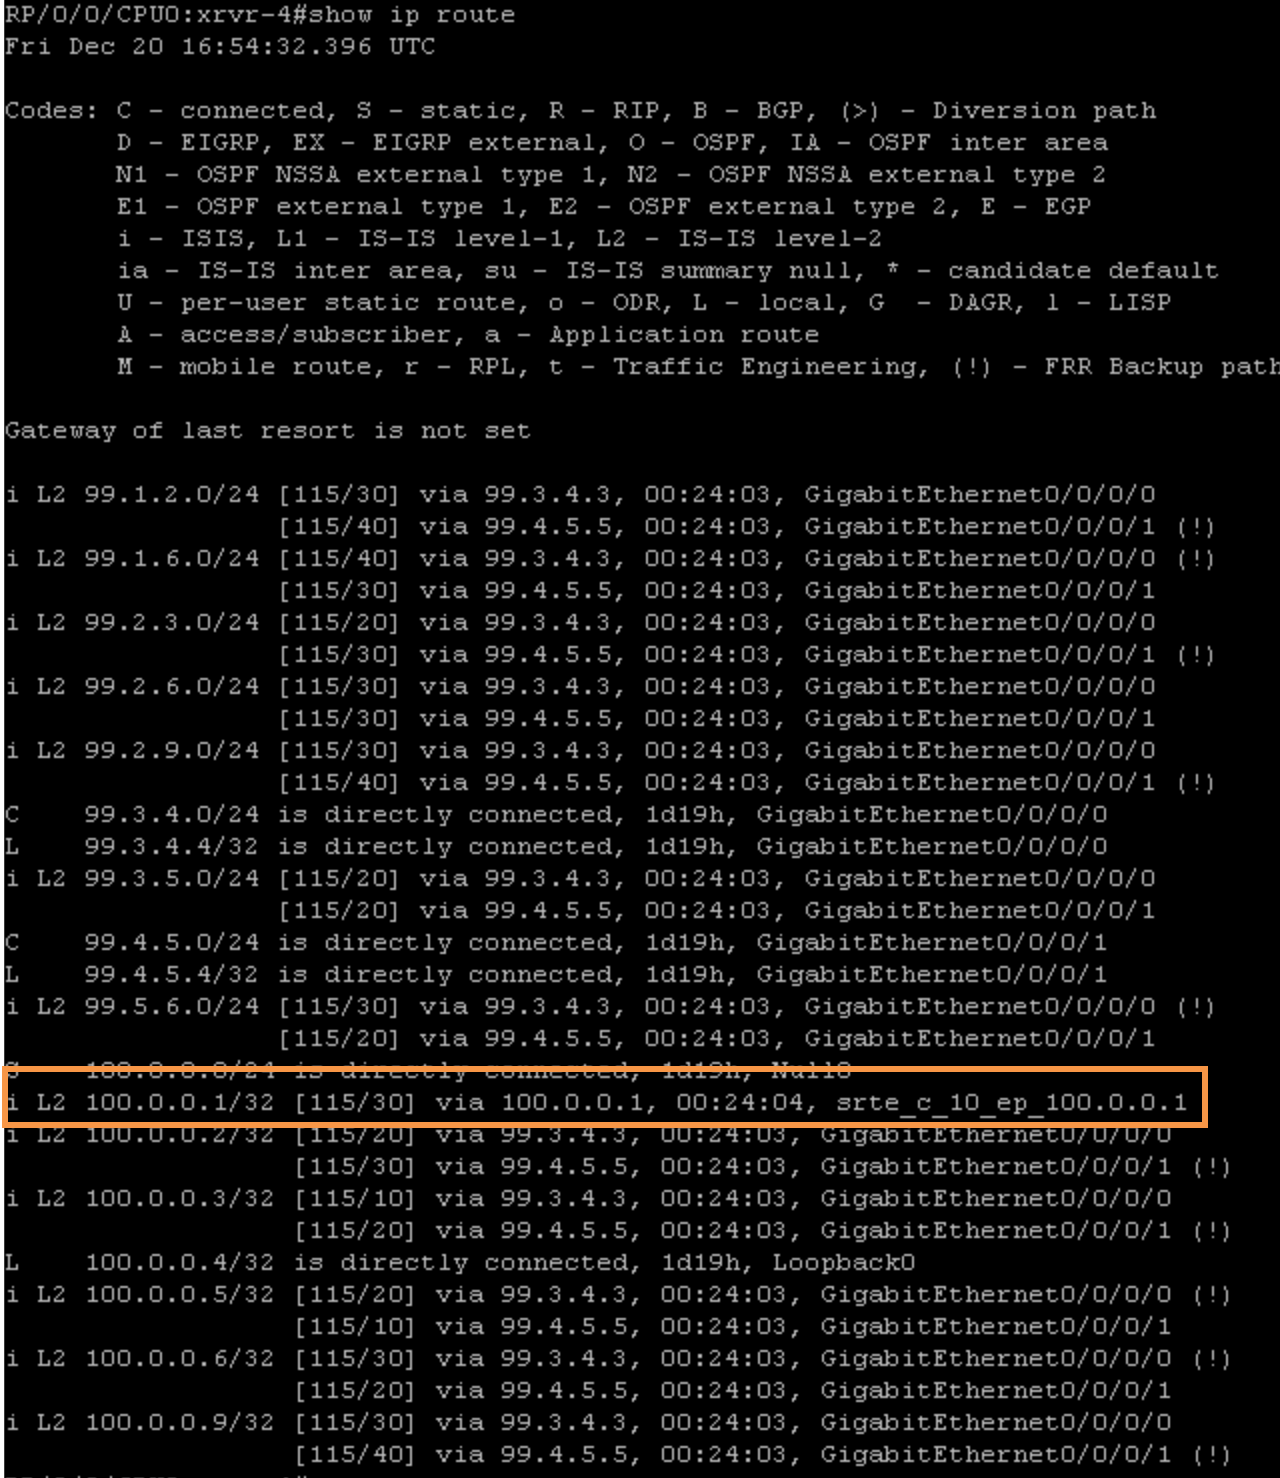 RP/0/0/CPU0:xrvr-4#show ip route
Fri Dec 20 16:54:32.396 UTC
Codes: C - connected, S - static, R - RIP, B - BGP, (>) - Diversion path
D - EIGRP, EX - EIGRP external, O - OSPF, IA - OSPF inter area
N1 - OSPF NSSA external type 1, N2 - OSPF NSSA external type 2
E1 - OSPF external type 1, E2 - OSPF external type 2, E - EGP
i - ISIS, L1 - IS-IS level-1, L2 - IS-IS level-2
ia - IS-IS inter area, su - IS-IS summary null, * - candidate default
U - per-user static route, o - ODR, L - local, G  - DAGR, l - LISP
A - access/subscriber, a - Application route
M - mobile route, r - RPL, t - Traffic Engineering, (!) - FRR Backup path
Gateway of last resort is not set
i L2 99.1.2.0/24 [115/30] via 99.3.4.3, 00:24:03, GigabitEthernet0/0/0/0
[115/40] via 99.4.5.5, 00:24:03, GigabitEthernet0/0/0/1 (!)
i L2 99.1.6.0/24 [115/40] via 99.3.4.3, 00:24:03, GigabitEthernet0/0/0/0 (!)
[115/30] via 99.4.5.5, 00:24:03, GigabitEthernet0/0/0/1
i L2 99.2.3.0/24 [115/20] via 99.3.4.3, 00:24:03, GigabitEthernet0/0/0/0
[115/30] via 99.4.5.5, 00:24:03, GigabitEthernet0/0/0/1 (!)
i L2 99.2.6.0/24 [115/30] via 99.3.4.3, 00:24:03, GigabitEthernet0/0/0/0
[115/30] via 99.4.5.5, 00:24:03, GigabitEthernet0/0/0/1
i L2 99.2.9.0/24 [115/30] via 99.3.4.3, 00:24:03, GigabitEthernet0/0/0/0
[115/40] via 99.4.5.5, 00:24:03, GigabitEthernet0/0/0/1 (!)
C    99.3.4.0/24 is directly connected, 1d19h, GigabitEthernet0/0/0/0
L    99.3.4.4/32 is directly connected, 1d19h, GigabitEthernet0/0/0/0
i L2 99.3.5.0/24 [115/20] via 99.3.4.3, 00:24:03, GigabitEthernet0/0/0/0
[115/20] via 99.4.5.5, 00:24:03, GigabitEthernet0/0/0/1
C    99.4.5.0/24 is directly connected, 1d19h, GigabitEthernet0/0/0/1
L    99.4.5.4/32 is directly connected, 1d19h, GigabitEthernet0/0/0/1
i L2 99.5.6.0/24 [115/30] via 99.3.4.3, 00:24:03, GigabitEthernet0/0/0/0 (!)
[115/20] via 99.4.5.5, 00:24:03, GigabitEthernet0/0/0/1
S    100.0.0.0/24 is directly connected, 1d19h, Null0
i L2 100.0.0.1/32 [115/30] via 100.0.0.1, 00:24:04, srte_c_10_ep_100.0.0.1
i L2 100.0.0.2/32 [115/20] via 99.3.4.3, 00:24:03, GigabitEthernet0/0/0/0
[115/30] via 99.4.5.5, 00:24:03, GigabitEthernet0/0/0/1 (!)
i L2 100.0.0.3/32 [115/10] via 99.3.4.3, 00:24:03, GigabitEthernet0/0/0/0
[115/20] via 99.4.5.5, 00:24:03, GigabitEthernet0/0/0/1 (!)
L    100.0.0.4/32 is directly connected, 1d19h, Loopback0
i L2 100.0.0.5/32 [115/20] via 99.3.4.3, 00:24:03, GigabitEthernet0/0/0/0 (!)
[115/10] via 99.4.5.5, 00:24:03, GigabitEthernet0/0/0/1
i L2 100.0.0.6/32 [115/30] via 99.3.4.3, 00:24:03, GigabitEthernet0/0/0/0 (!)
[115/20] via 99.4.5.5, 00:24:03, GigabitEthernet0/0/0/1
i L2 100.0.0.9/32 [115/30] via 99.3.4.3, 00:24:03, GigabitEthernet0/0/0/0
[115/40] via 99.4.5.5, 00:24:03, GigabitEthernet0/0/0/1 (!)